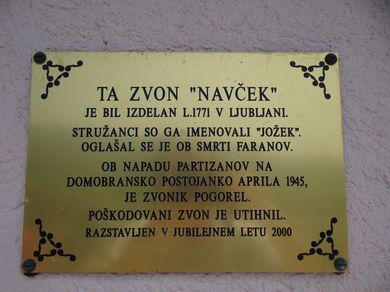 TA ZVON "NAVČEK"
JE BIL IZDELAN L.1771 V LJUBLJANI.
STRUŽANCI SO GA IMENOVALI "JOŽEK".
OGLAŠAL SE JE OB SMRTI FARANOV.
OB NAPADU PARTIZANOV NA
DOMOBRANSKO POSTOJANKO APRILA 1945,
JE ZVONIK POGOREL.
POŠKODOVANI ZVON JE UTIHNIL.
RAZSTAVLJEN V JUBILEJNEM LETU 2000